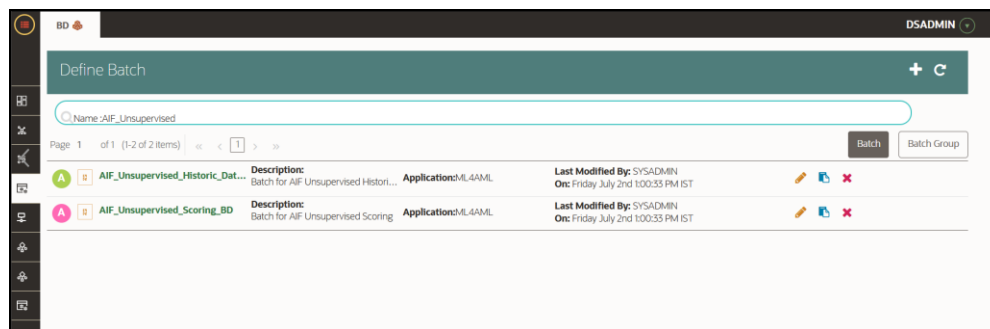 BD
DSADMIN
Define Batch
Name :AIF_Unsupervised
Page 1 of 1 (1-2 of 2 items) « < 1 > »
Batch
Batch Group
A AIF_Unsupervised_Historic_Dat...
Description:
Batch for AIF Unsupervised Histori...
Application:ML4AML
Last Modified By: SYSADMIN
On: Friday July 2nd 1:00:33 PM IST
A AIF_Unsupervised_Scoring_BD
Description:
Batch for AIF Unsupervised Scoring
Application:ML4AML
Last Modified By: SYSADMIN
On: Friday July 2nd 1:00:33 PM IST